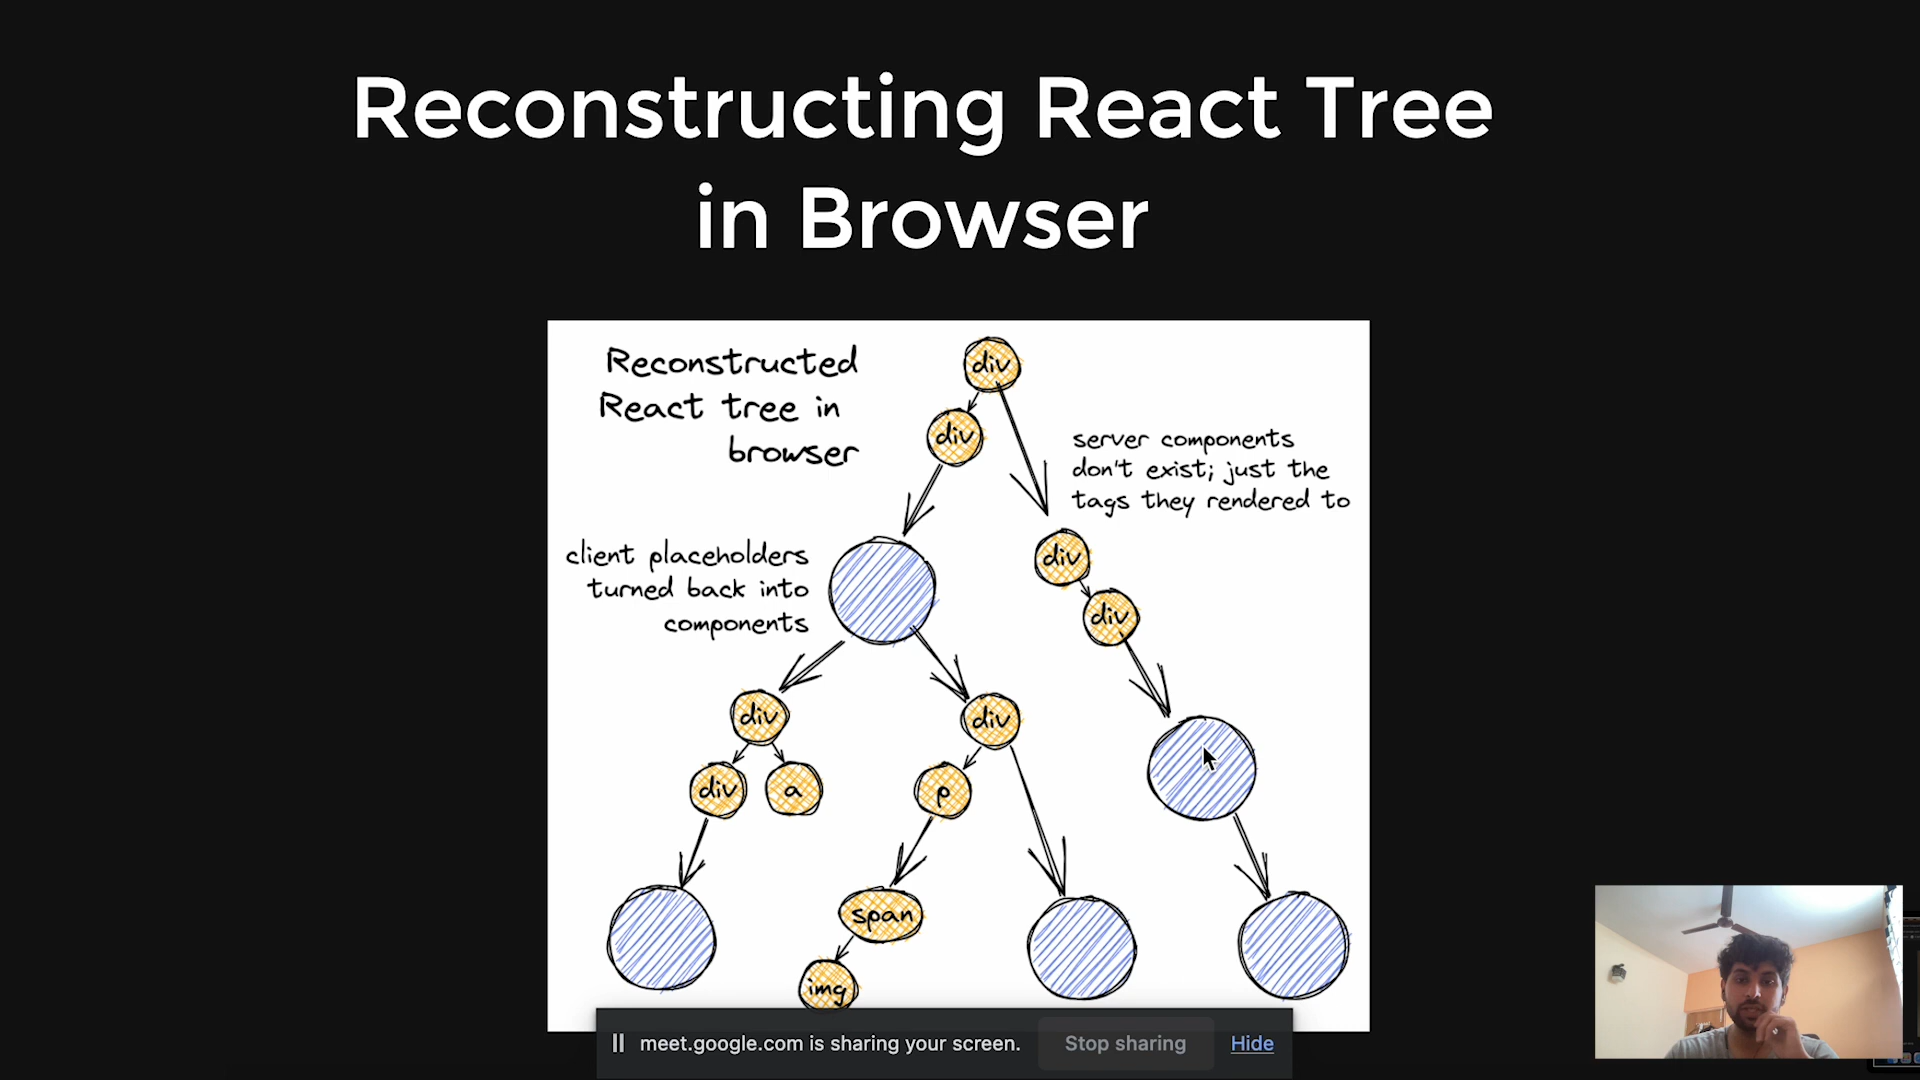 Reconstructing React Tree
in Browser
Reconstructed
React tree in
browser
div
div
server components
don't exist; just the
tags they rendered to
client placeholders
turned back into
components
div
div
div
div
div
a
p
span
img
meet.google.com is sharing your screen.
Stop sharing
Hide